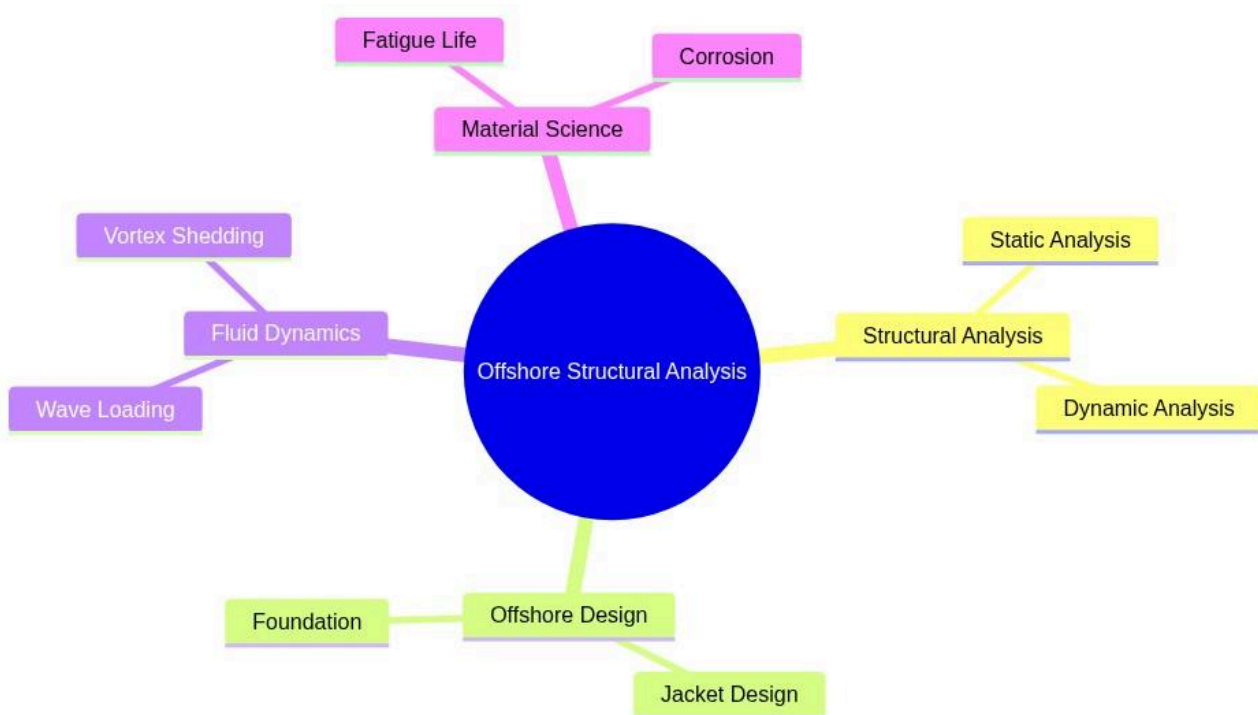 Fatigue Life
Corrosion
Material Science
Vortex Shedding
Static Analysis
Fluid Dynamics
Structural Analysis
Offshore Structural Analysis
Wave Loading
Dynamic Analysis
Foundation
Offshore Design
Jacket Design